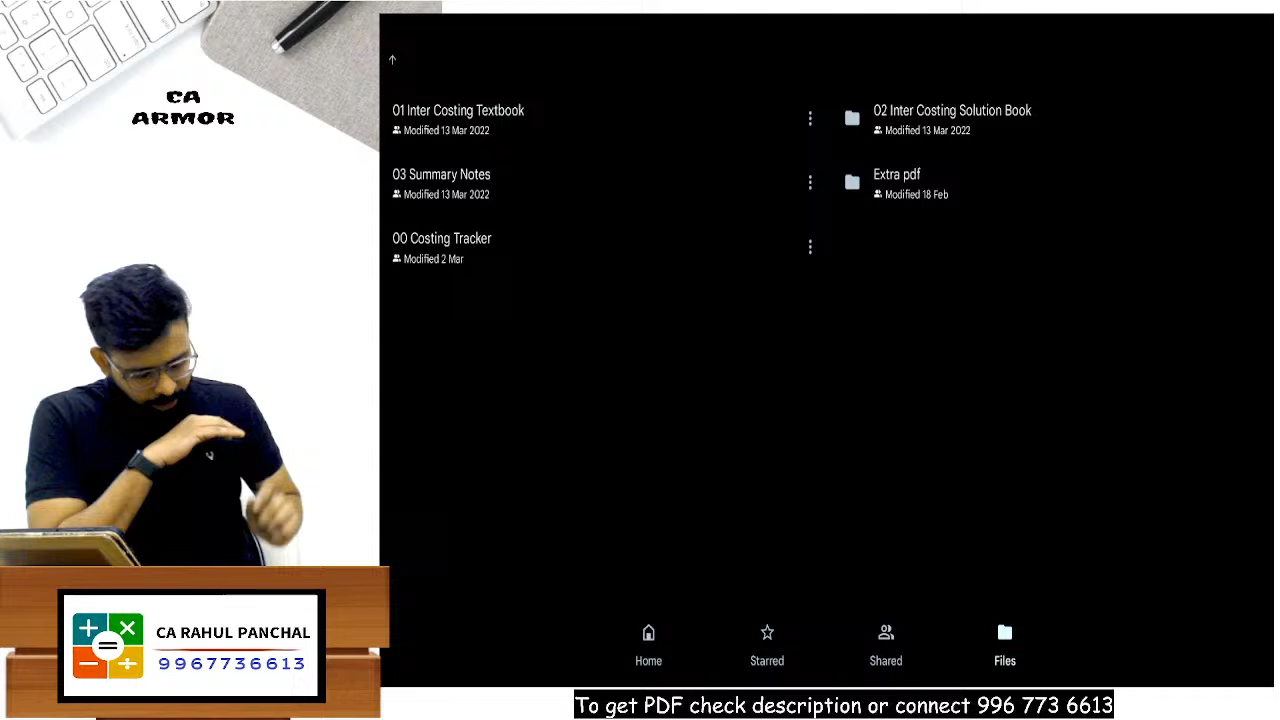 CA
ARMOR
01 Inter Costing Textbook
Modified 13 Mar 2022
02 Inter Costing Solution Book
Modified 13 Mar 2022
03 Summary Notes
Modified 13 Mar 2022
Extra pdf
Modified 18 Feb
00 Costing Tracker
Modified 2 Mar
CA RAHUL PANCHAL
9967736613
Home
Starred
Shared
Files
To get PDF check description or connect 996 773 6613